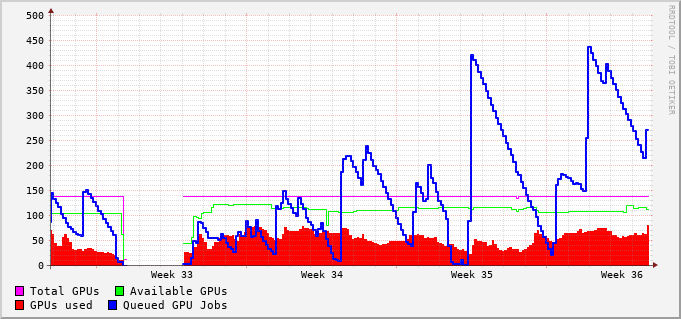 500
450
400
350
300
250
200
150
100
50
0
Week 33 Week 34 Week 35 Week 36
Total GPUs Available GPUs
GPUs used Queued GPU Jobs
RRDTOOL / TOBI OETIKER